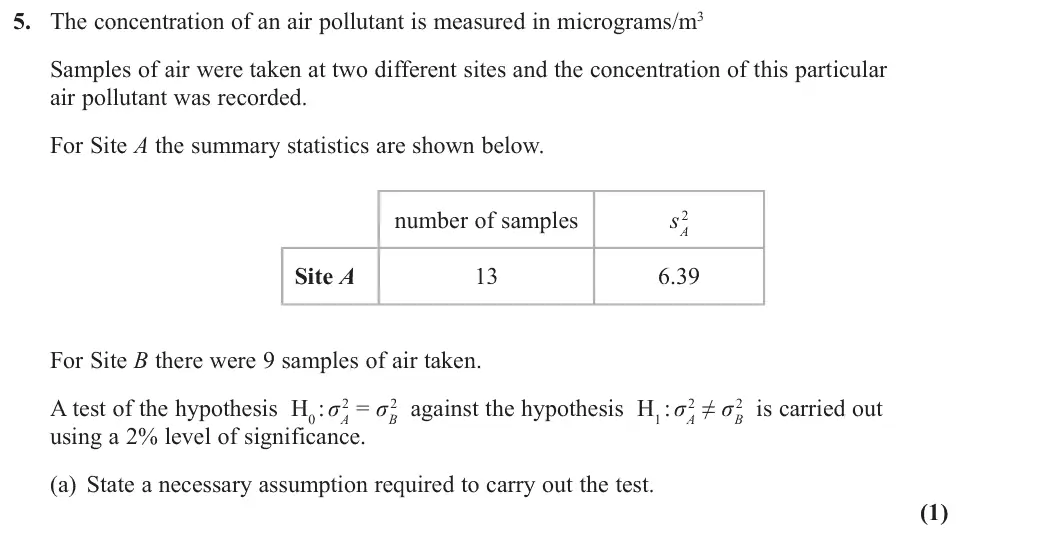 5. The concentration of an air pollutant is measured in micrograms/m³
Samples of air were taken at two different sites and the concentration of this particular
air pollutant was recorded.
For Site A the summary statistics are shown below.
number of samples s²_A
Site A 13 6.39
For Site B there were 9 samples of air taken.
A test of the hypothesis H₀ : σ²_A = σ²_B against the hypothesis H₁ : σ²_A ≠ σ²_B is carried out
using a 2% level of significance.
(a) State a necessary assumption required to carry out the test.
(1)